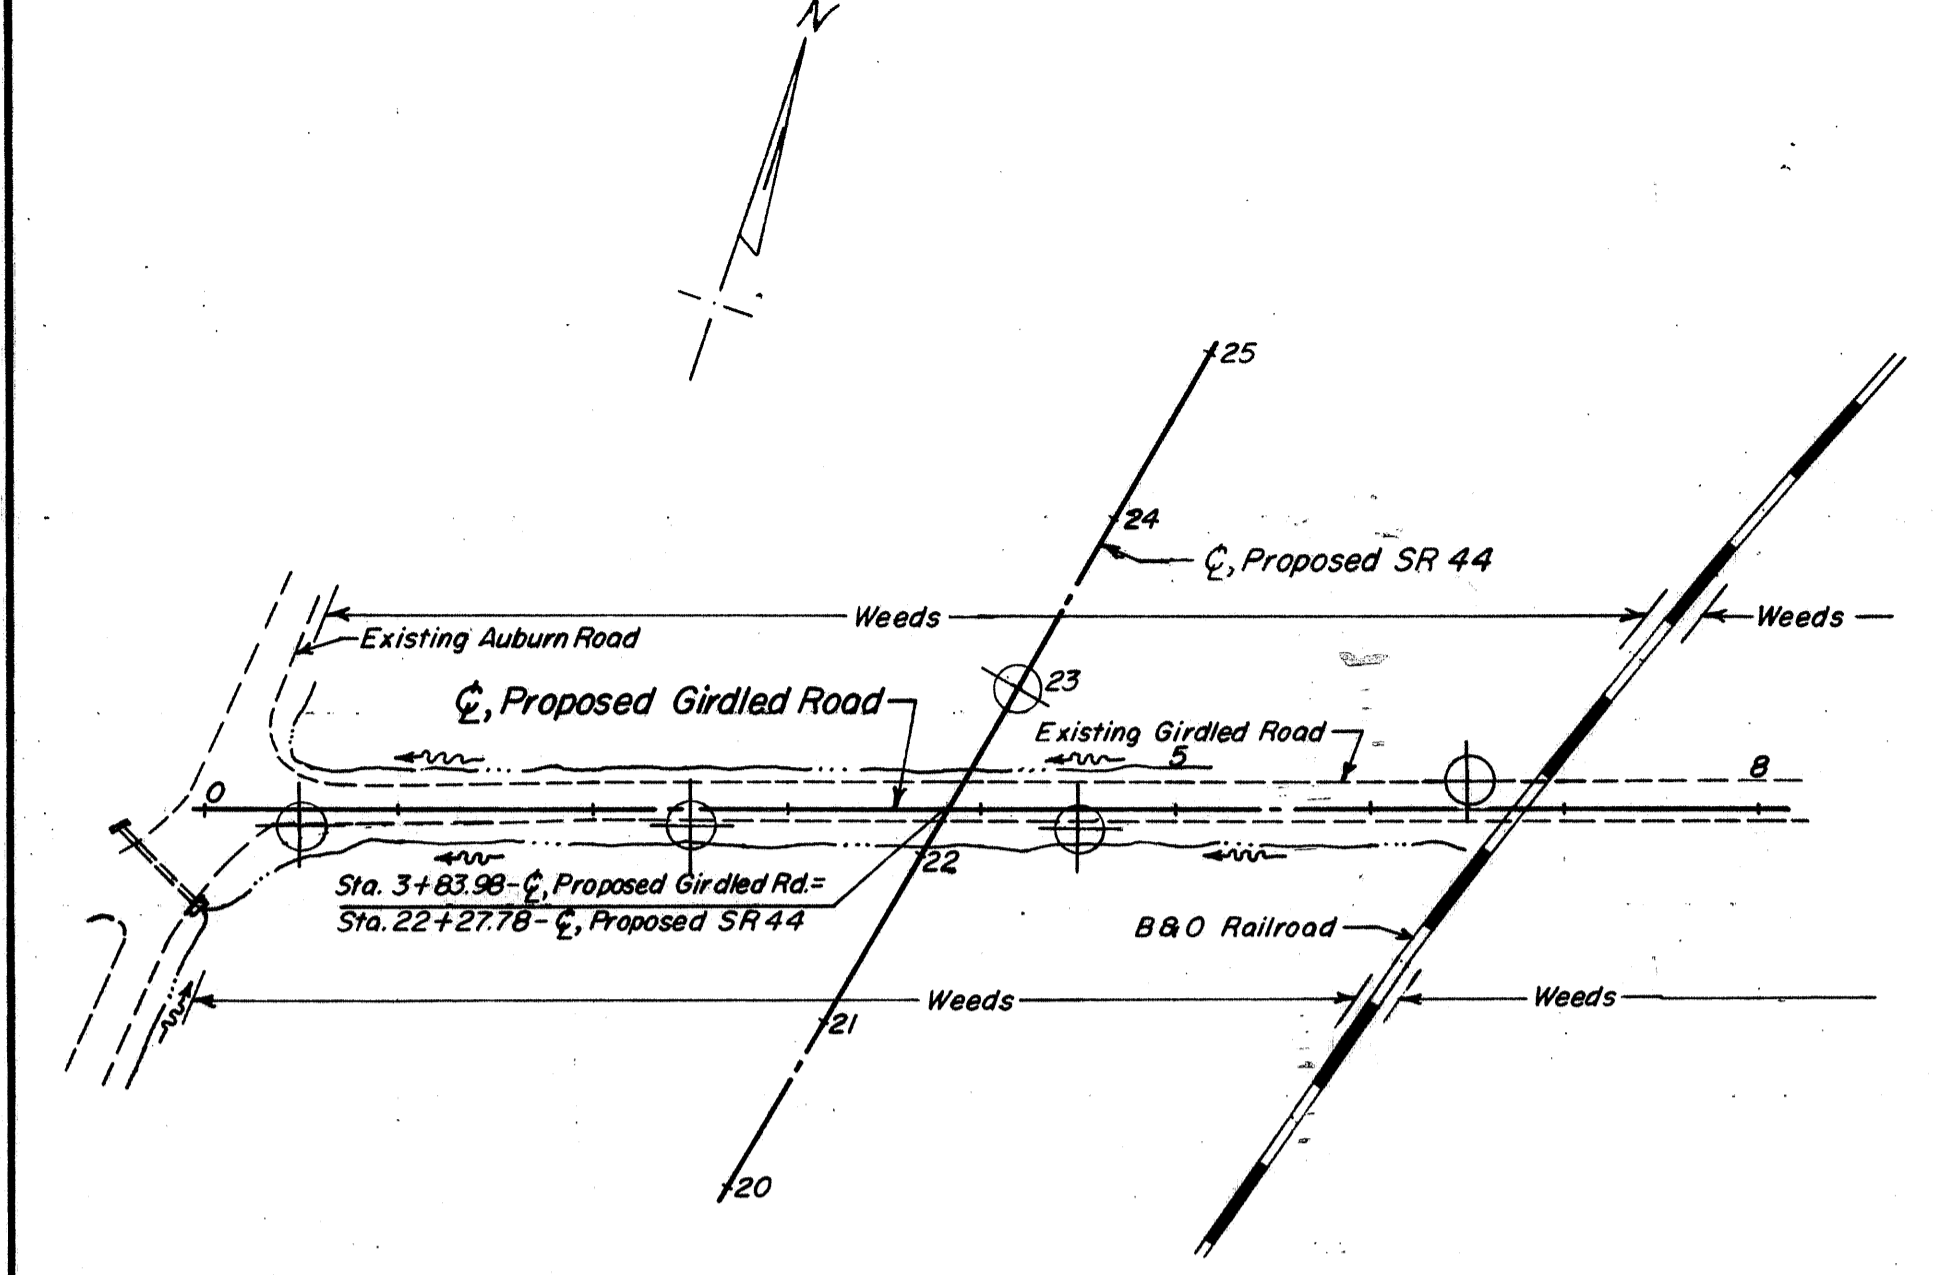 N
25
24
℄, Proposed SR 44
Weeds
Weeds
Existing Auburn Road
23
℄, Proposed Girdled Road
Existing Girdled Road
5
8
0
22
Sta. 3+83.98-℄, Proposed Girdled Rd.=
Sta. 22+27.78-℄, Proposed SR 44
B&O Railroad
Weeds
Weeds
21
20